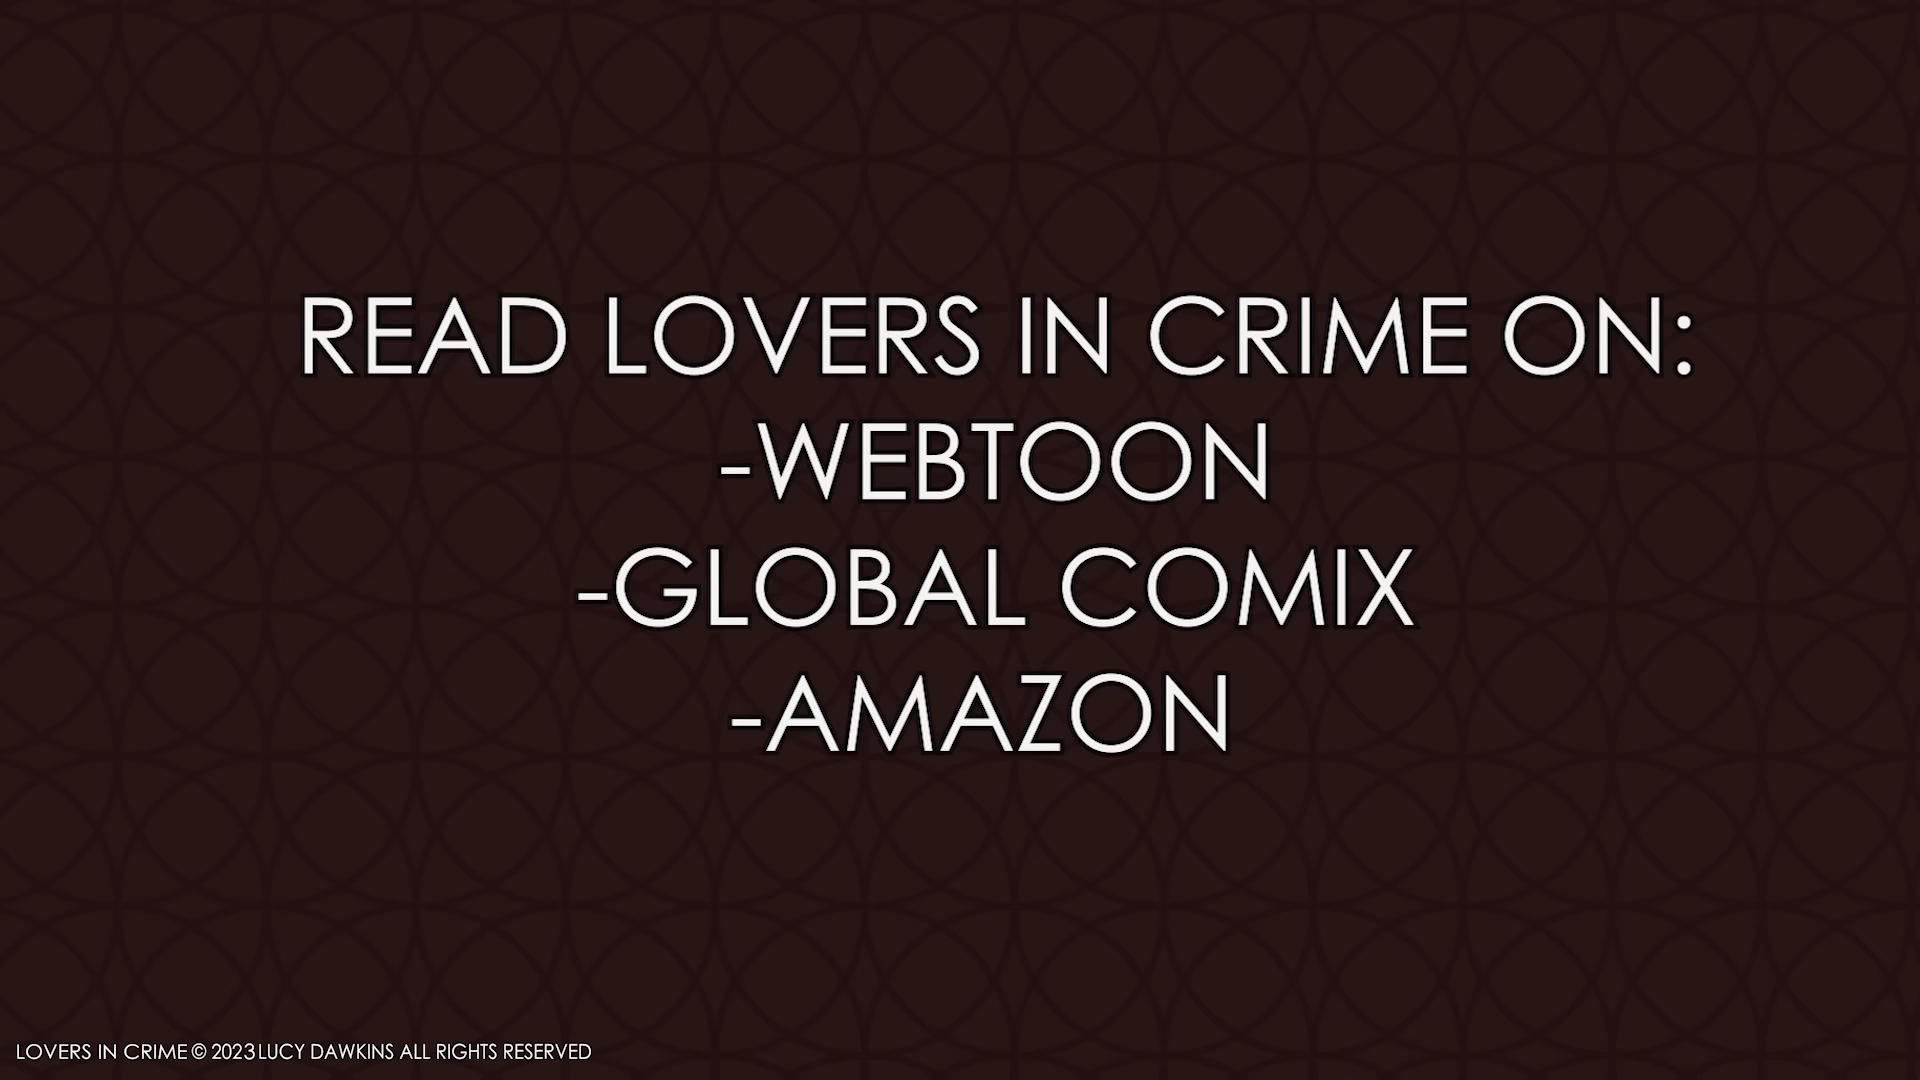 READ LOVERS IN CRIME ON:
-WEBTOON
-GLOBAL COMIX
-AMAZON
LOVERS IN CRIME © 2023 LUCY DAWKINS ALL RIGHTS RESERVED